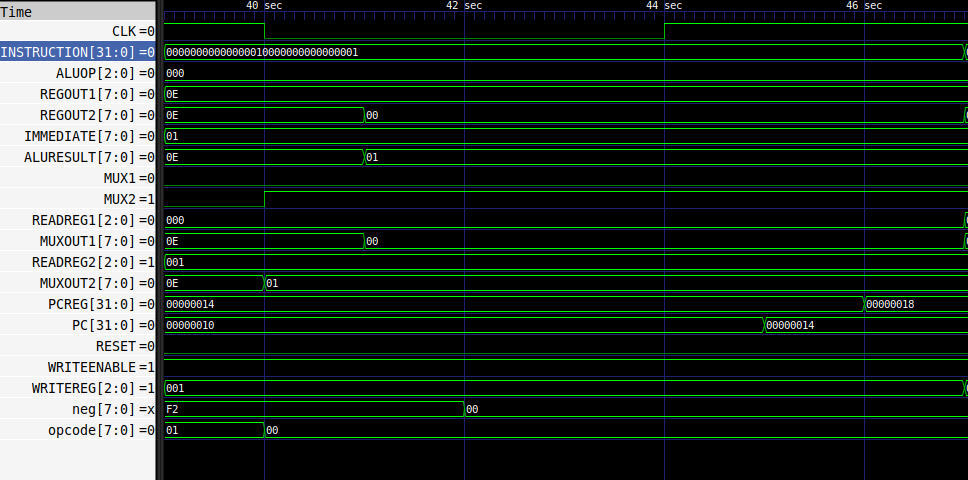 Time
40 sec 42 sec 44 sec 46 sec
CLK =0
INSTRUCTION[31:0] =0 00000000000000010000000000000001
ALUOP[2:0] =0 000
REGOUT1[7:0] =0 0E
REGOUT2[7:0] =0 0E 00
IMMEDIATE[7:0] =0 01
ALURESULT[7:0] =0 0E 01
MUX1 =0
MUX2 =1
READREG1[2:0] =0 000
MUXOUT1[7:0] =0 0E 00
READREG2[2:0] =1 001
MUXOUT2[7:0] =0 0E 01
PCREG[31:0] =0 00000014 00000018
PC[31:0] =0 00000010 00000014
RESET =0
WRITEENABLE =1
WRITEREG[2:0] =1 001
neg[7:0] =x F2 00
opcode[7:0] =0 01 00